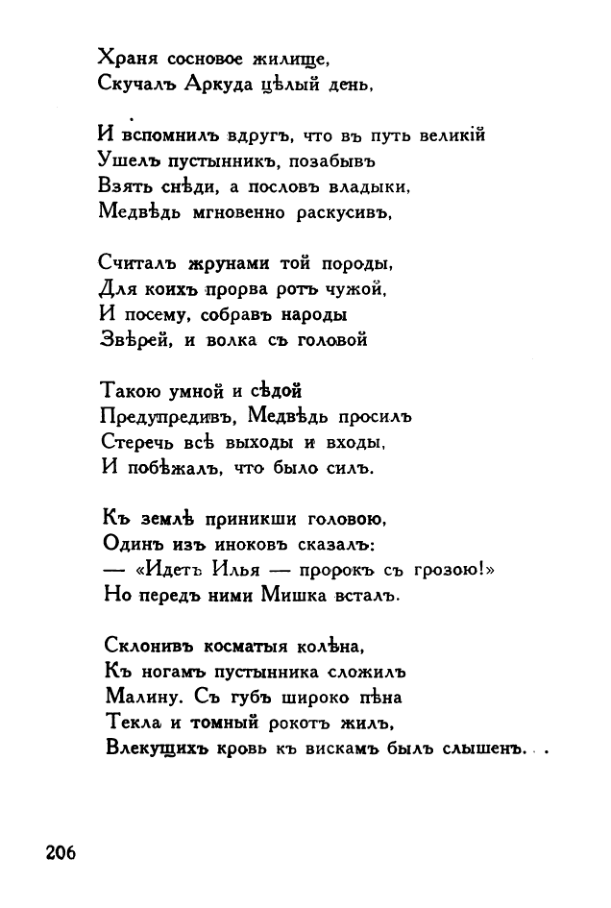 Храня сосновое жилище,
Скучалъ Аркуда цѣлый день,
И вспомнилъ вдругъ, что въ путь великій
Ушелъ пустынникъ, позабывъ
Взять снѣди, а пословъ владыки,
Медвѣдь мгновенно раскусивъ,
Считалъ жрунами той породы,
Для коихъ прорва ротъ чужой,
И посему, собравъ народы
Звѣрей, и волка съ головой
Такою умной и сѣдой
Предупредивъ, Медвѣдь просилъ
Стеречь всѣ выходы и входы,
И побѣжалъ, что было силъ.
Къ землѣ приникши головою,
Одинъ изъ иноковъ сказалъ:
— «Идетъ Илья — пророкъ съ грозою!»
Но передъ ними Мишка всталъ.
Склонивъ косматыя колѣна,
Къ ногамъ пустынника сложилъ
Малину. Съ губъ широко пѣна
Текла и томный рокотъ жилъ,
Влекущихъ кровь къ вискамъ былъ слышенъ. . .
206